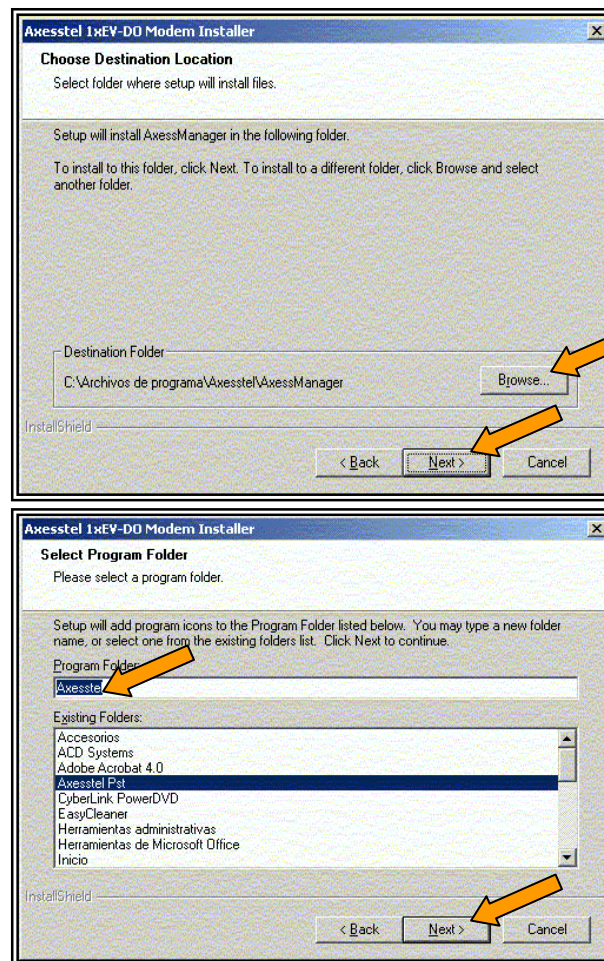 Axesstel 1xEV-DO Modem Installer
Choose Destination Location
Select folder where setup will install files.
Setup will install AxessManager in the following folder.
To install to this folder, click Next. To install to a different folder, click Browse and select
another folder.
Destination Folder
C:\Archivos de programa\Axesstel\AxessManager
Browse...
InstallShield
< Back
Next >
Cancel
Axesstel 1xEV-DO Modem Installer
Select Program Folder
Please select a program folder.
Setup will add program icons to the Program Folder listed below.  You may type a new folder
name, or select one from the existing folders list.  Click Next to continue.
Program Folder:
Axesstel
Existing Folders:
Accesorios
ACD Systems
Adobe Acrobat 4.0
Axesstel Pst
CyberLink PowerDVD
EasyCleaner
Herramientas administrativas
Herramientas de Microsoft Office
Inicio
InstallShield
< Back
Next >
Cancel